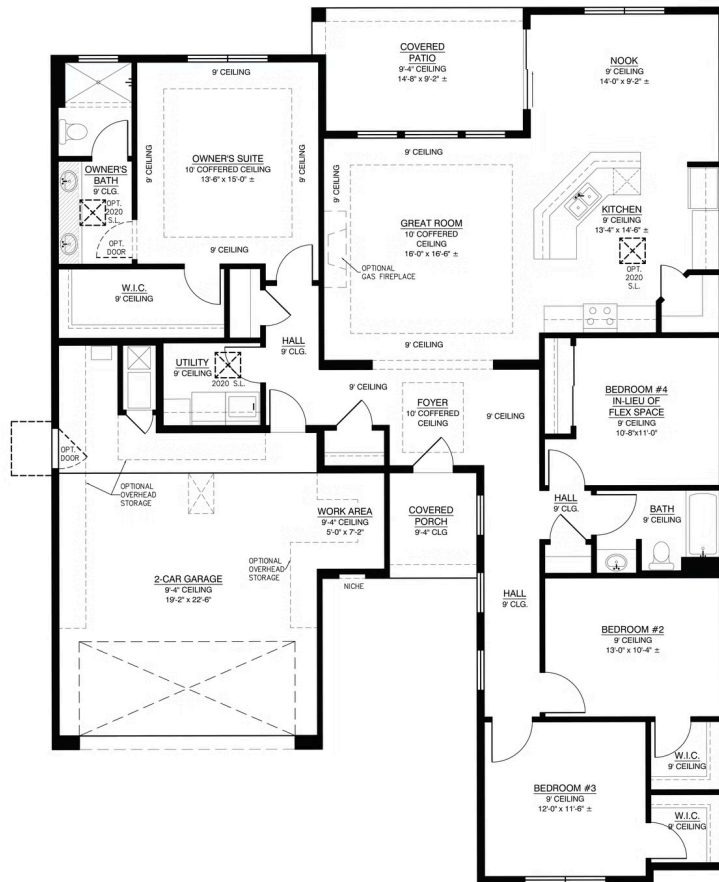 COVERED
PATIO
9'-4" CEILING
14'-8" x 9'-2" ±
NOOK
9' CEILING
14'-0" x 9'-2" ±
9' CEILING
OWNER'S SUITE
10' COFFERED CEILING
13'-6" x 15'-0" ±
9' CEILING
9' CEILING
9' CEILING
OWNER'S
BATH
9' CLG.
OPT.
2020
S.L.
OPT.
DOOR
9' CEILING
9' CEILING
GREAT ROOM
10' COFFERED
CEILING
16'-0" x 16'-6" ±
OPTIONAL
GAS FIREPLACE
9' CEILING
KITCHEN
9' CEILING
13'-4" x 14'-6" ±
OPT.
2020
S.L.
W.I.C.
9' CEILING
HALL
9' CLG.
UTILITY
9' CEILING
2020 S.L.
9' CEILING
FOYER
10' COFFERED
CEILING
9' CEILING
BEDROOM #4
IN-LIEU OF
FLEX SPACE
9' CEILING
10'-8"x11'-0"
OPT.
DOOR
OPTIONAL
OVERHEAD
STORAGE
WORK AREA
9'-4" CEILING
5'-0" x 7'-2"
COVERED
PORCH
9'-4" CLG
HALL
9' CLG.
BATH
9' CEILING
OPTIONAL
OVERHEAD
STORAGE
2-CAR GARAGE
9'-4" CEILING
19'-2" x 22'-6"
NICHE
HALL
9' CLG.
BEDROOM #2
9' CEILING
13'-0" x 10'-4" ±
W.I.C.
9' CEILING
BEDROOM #3
9' CEILING
12'-0" x 11'-6" ±
W.I.C.
9' CEILING